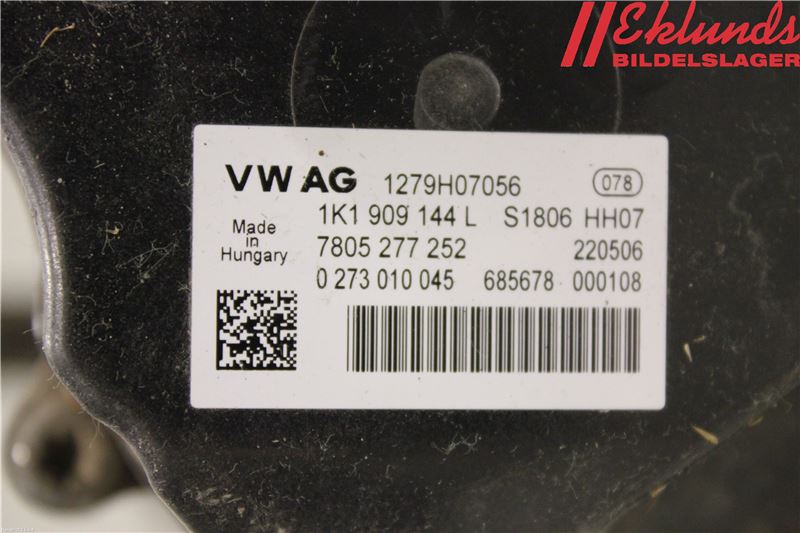 Eklunds
BILDELSLAGER
VW AG 1279H07056 078
1K1 909 144 L S1806 HH07
Made in Hungary
7805 277 252 220506
0 273 010 045 685678 000108